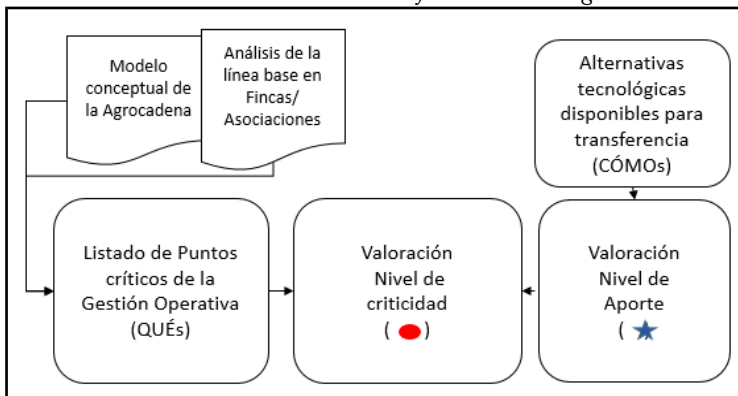 Modelo
conceptual de
la Agrocadena
Análisis de la
línea base en
Fincas/
Asociaciones
Alternativas
tecnológicas
disponibles para
transferencia
(CÓMOs)
Listado de Puntos
críticos de la
Gestión Operativa
(QUÉs)
Valoración
Nivel de
criticidad
( )
Valoración
Nivel de
Aporte
( )